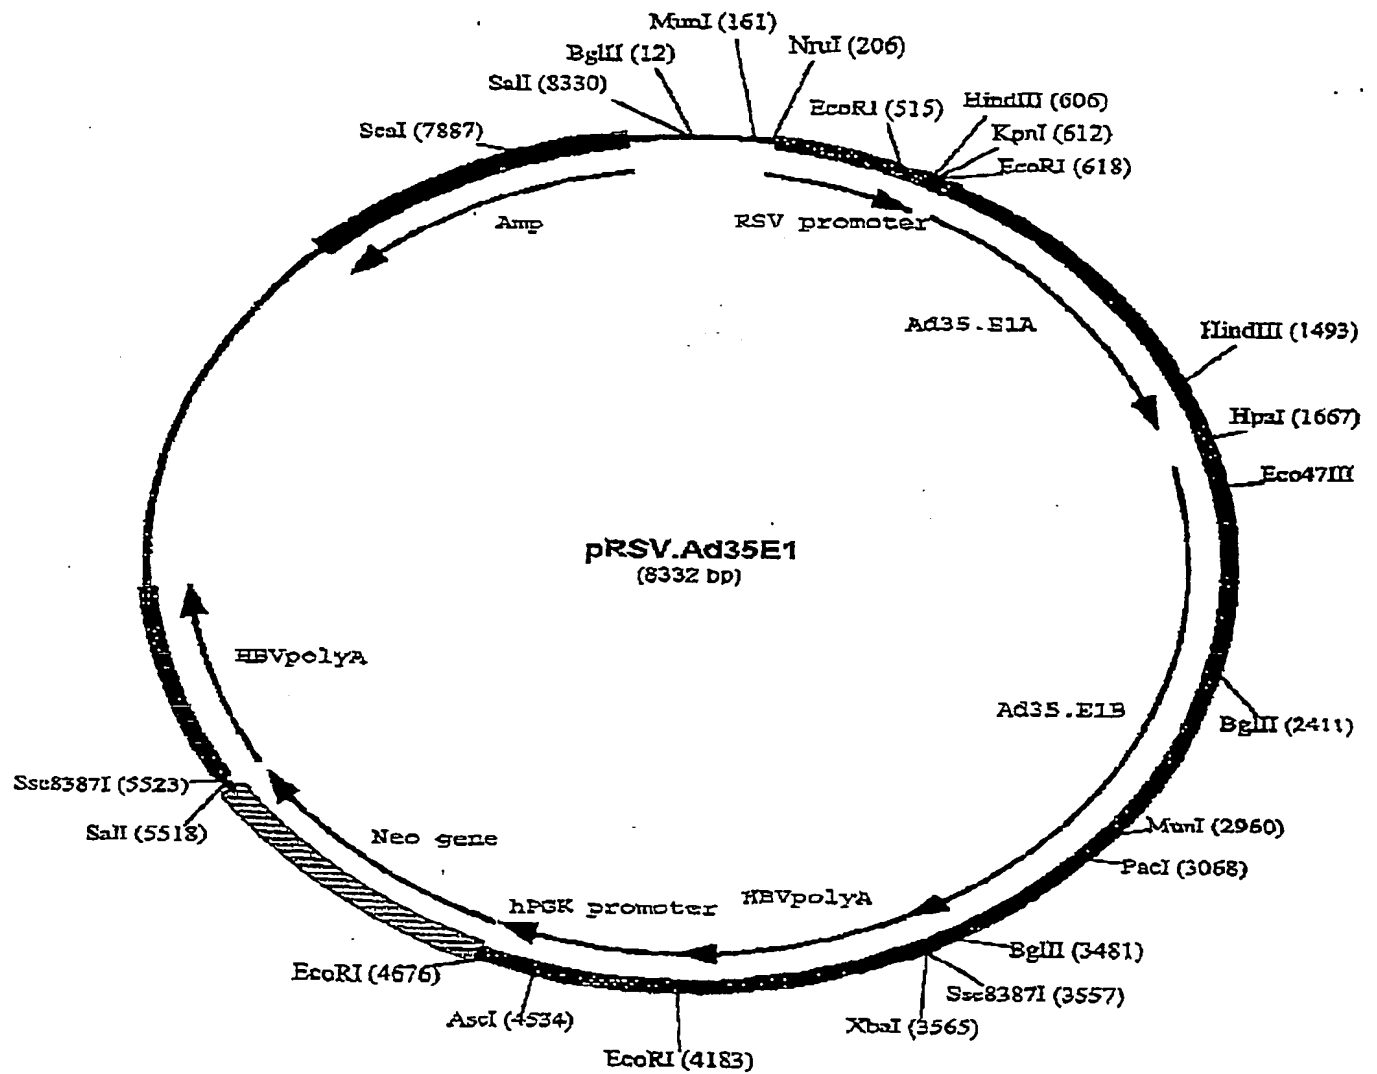 MunI (161)
BglII (12)
NruI (206)
SalI (8330)
EcoRI (515)
HindIII (606)
ScaI (7887)
KpnI (612)
EcoRI (618)
Amp
RSV promoter
Ad35.E1A
HindIII (1493)
HpaI (1667)
Eco47III
pRSV.Ad35E1
(8332 bp)
HBVpolyA
Ad35.E1B
BglII (2411)
Sse8387I (5523)
SalI (5518)
Neo gene
MunI (2960)
PacI (3068)
hPGK promoter
HBVpolyA
BglII (3481)
EcoRI (4676)
Sse8387I (3557)
AscI (4534)
XbaI (3565)
EcoRI (4183)